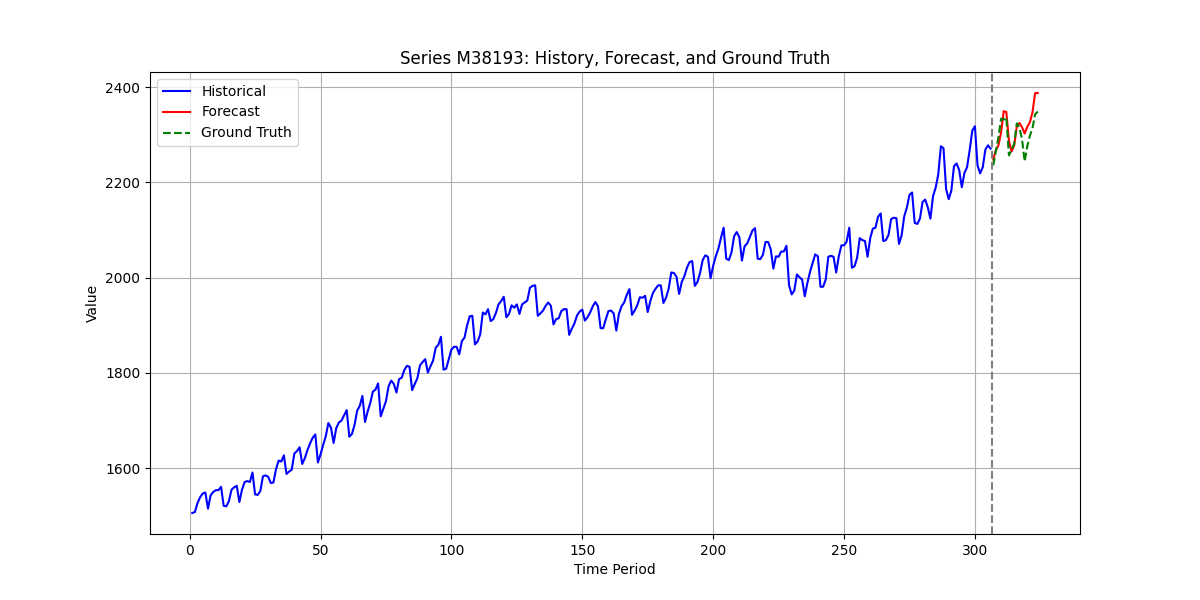 Series M38193: History, Forecast, and Ground Truth
Historical
Forecast
Ground Truth
2400
2200
2000
1800
1600
Value
0 50 100 150 200 250 300
Time Period